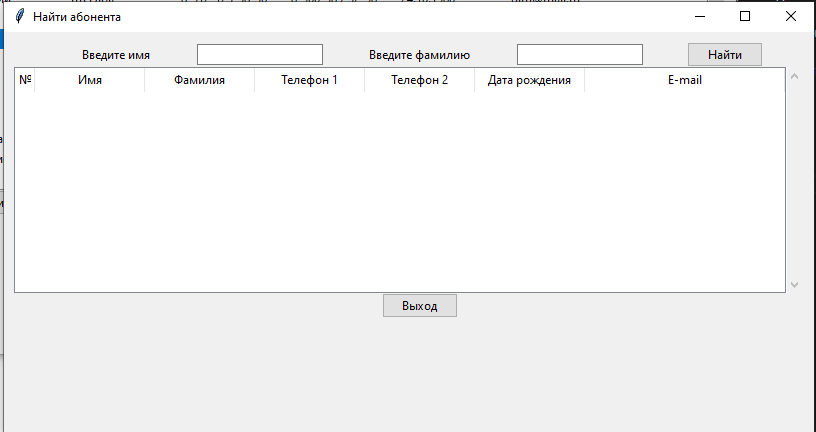 Найти абонента
Введите имя Введите фамилию Найти
№ Имя Фамилия Телефон 1 Телефон 2 Дата рождения E-mail
Выход